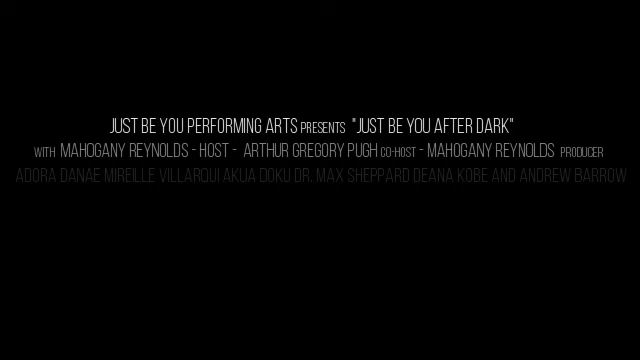 JUST BE YOU PERFORMING ARTS PRESENTS "JUST BE YOU AFTER DARK"
WITH MAHOGANY REYNOLDS - HOST - ARTHUR GREGORY PUGH CO-HOST - MAHOGANY REYNOLDS PRODUCER
ADORA DANAE MIREILLE VILLARQUI AKUA DOKU DR. MAX SHEPPARD DEANA KOBE AND ANDREW BARROW